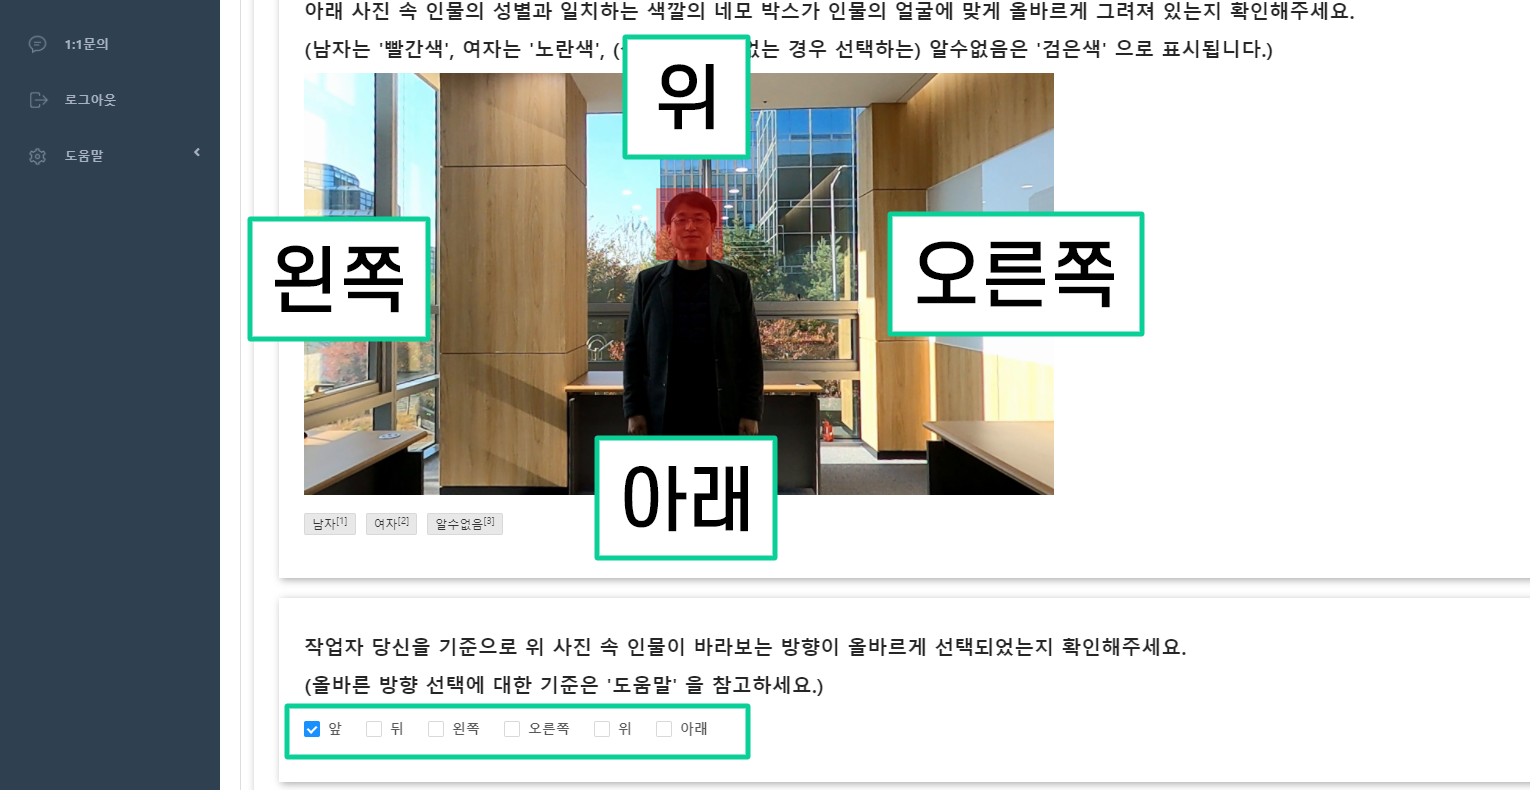 1:1문의
로그아웃
도움말
아래 사진 속 인물의 성별과 일치하는 색깔의 네모 박스가 인물의 얼굴에 맞게 올바르게 그려져 있는지 확인해주세요.
(남자는 '빨간색', 여자는 '노란색', ( 없는 경우 선택하는) 알수없음은 '검은색' 으로 표시됩니다.)
위
왼쪽
오른쪽
아래
남자[1] 여자[2] 알수없음[3]
작업자 당신을 기준으로 위 사진 속 인물이 바라보는 방향이 올바르게 선택되었는지 확인해주세요.
(올바른 방향 선택에 대한 기준은 '도움말' 을 참고하세요.)
앞 뒤 왼쪽 오른쪽 위 아래